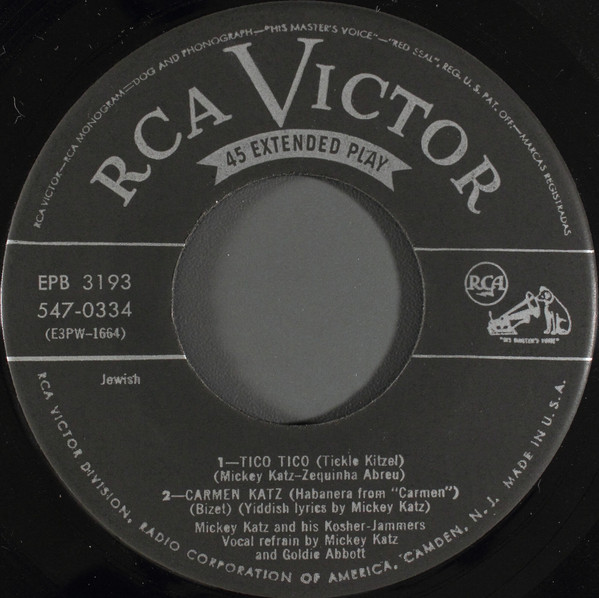 RCA VICTOR—RCA MONOGRAM—DOG AND PHONOGRAPH—"HIS MASTER'S VOICE"—"RED SEAL", REG. U. S. PAT. OFF.—MARCAS REGISTRADAS
RCA VICTOR
45 EXTENDED PLAY
EPB 3193
547-0334
(E3PW-1664)
RCA
"HIS MASTER'S VOICE"
Jewish
1—TICO TICO (Tickle Kitzel)
(Mickey Katz-Zequinha Abreu)
2—CARMEN KATZ (Habanera from "Carmen")
(Bizet) (Yiddish lyrics by Mickey Katz)
Mickey Katz and his Kosher-Jammers
Vocal refrain by Mickey Katz
and Goldie Abbott
RCA VICTOR DIVISION, RADIO CORPORATION OF AMERICA, CAMDEN, N. J. MADE IN U. S. A.